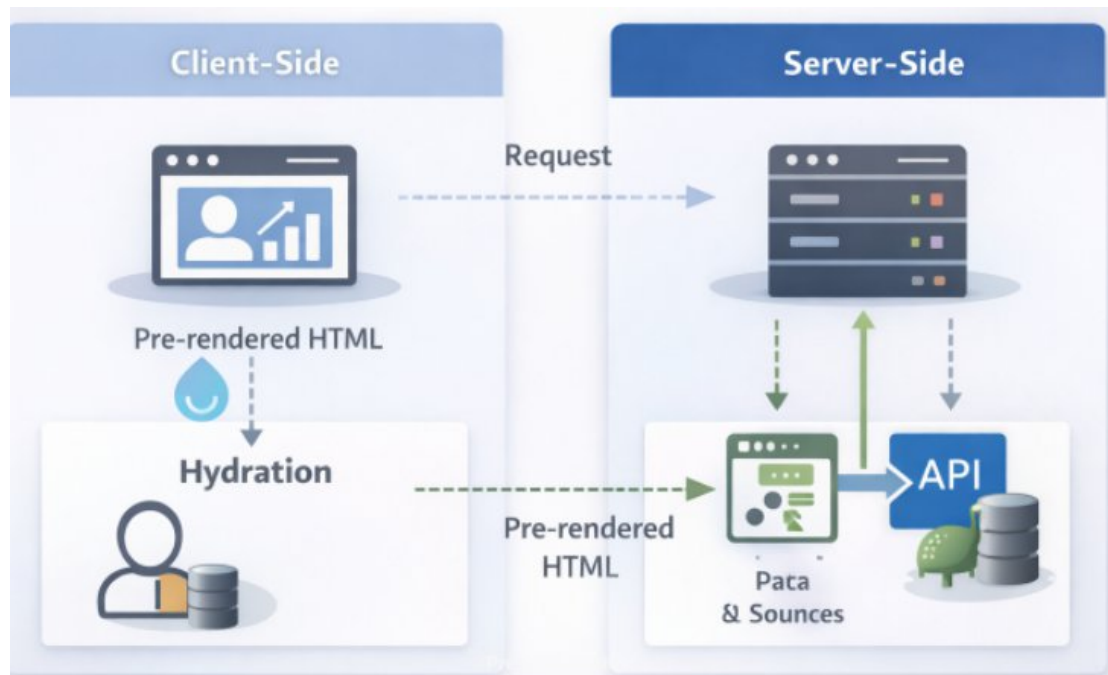 Client-Side
Server-Side
Request
Pre-rendered HTML
Hydration
Pre-rendered
HTML
API
Pata
& Sounces